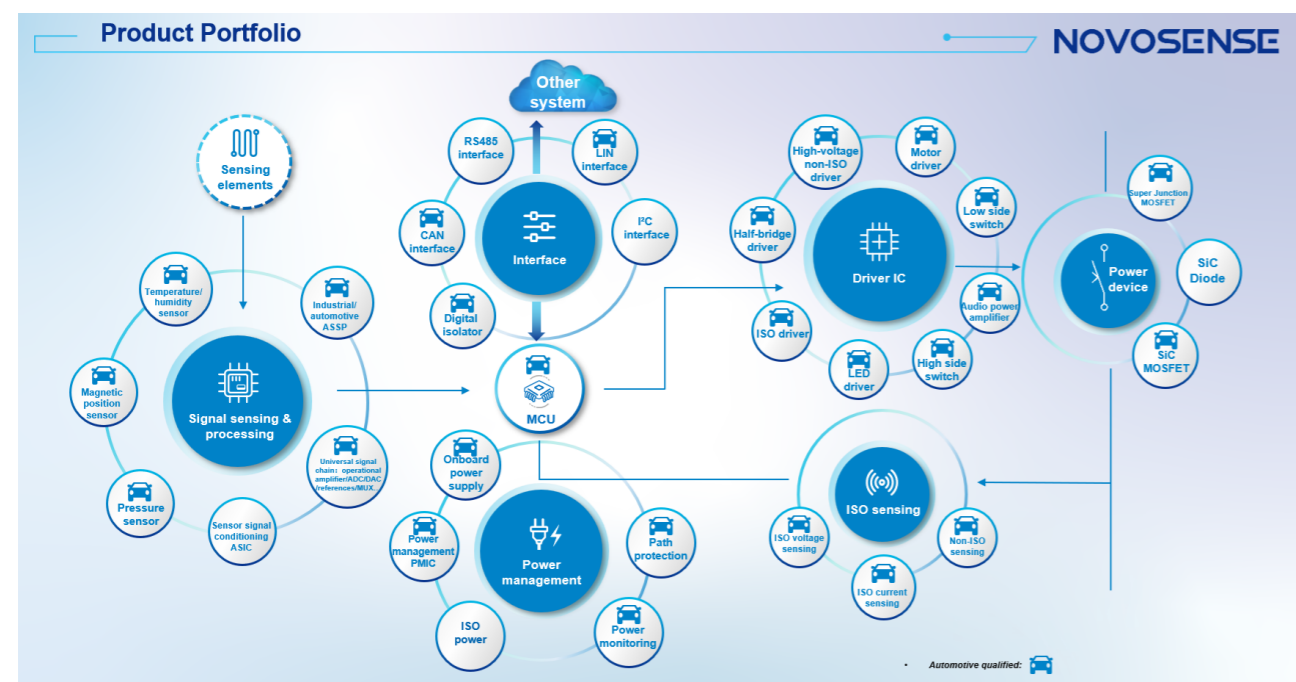 Product Portfolio
NOVOSENSE
Other
system
Sensing
elements
RS485
interface
LIN
interface
CAN
interface
I²C
interface
Digital
isolator
Interface
High-voltage
non-ISO
driver
Motor
driver
Half-bridge
driver
Low side
switch
Driver IC
ISO driver
Audio power
amplifier
LED
driver
High side
switch
Super Junction
MOSFET
Power
device
SiC
Diode
SiC
MOSFET
Temperature/
humidity
sensor
Industrial/
automotive
ASSP
Magnetic
position
sensor
Signal sensing &
processing
Universal signal
chain：operational
amplifier/ADC/DAC
/references/MUX...
Pressure
sensor
Sensor signal
conditioning
ASIC
MCU
Onboard
power
supply
Power
management
PMIC
Power
management
Path
protection
ISO
power
Power
monitoring
ISO sensing
ISO voltage
sensing
Non-ISO
sensing
ISO current
sensing
• Automotive qualified: